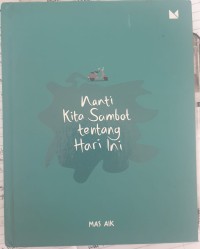 Nanti
Kita Sambat
tentang
Hari Ini
MAS AIK